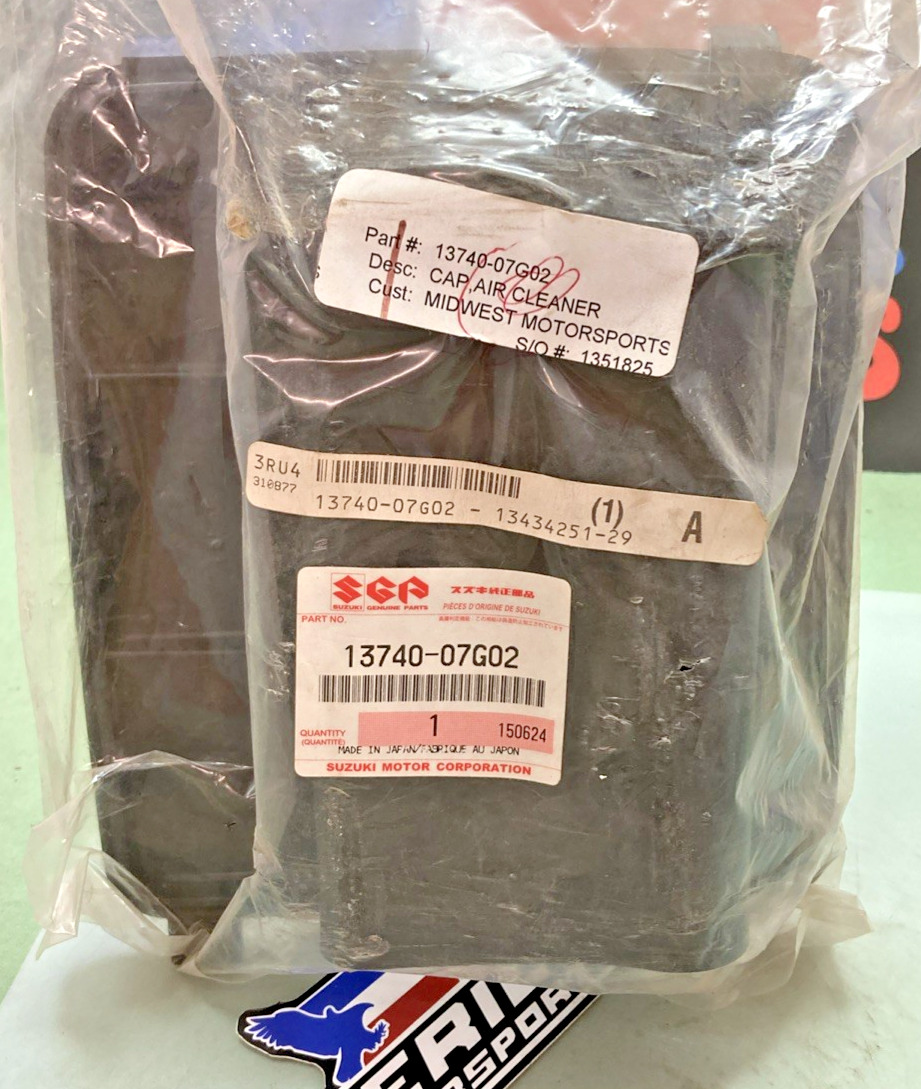 Part #: 13740-07G02
Desc: CAP,AIR CLEANER
Cust: MIDWEST MOTORSPORTS
S/O #: 1351825
3RU4
310877
13740-07G02 - 13434251-29
(1)
A
SGP
SUZUKI GENUINE PARTS
スズキ純正部品
PIÈCES D'ORIGINE DE SUZUKI
PART NO.
13740-07G02
QUANTITY
(QUANTITÉ)
1
150624
MADE IN JAPAN/FABRIQUE AU JAPON
SUZUKI MOTOR CORPORATION